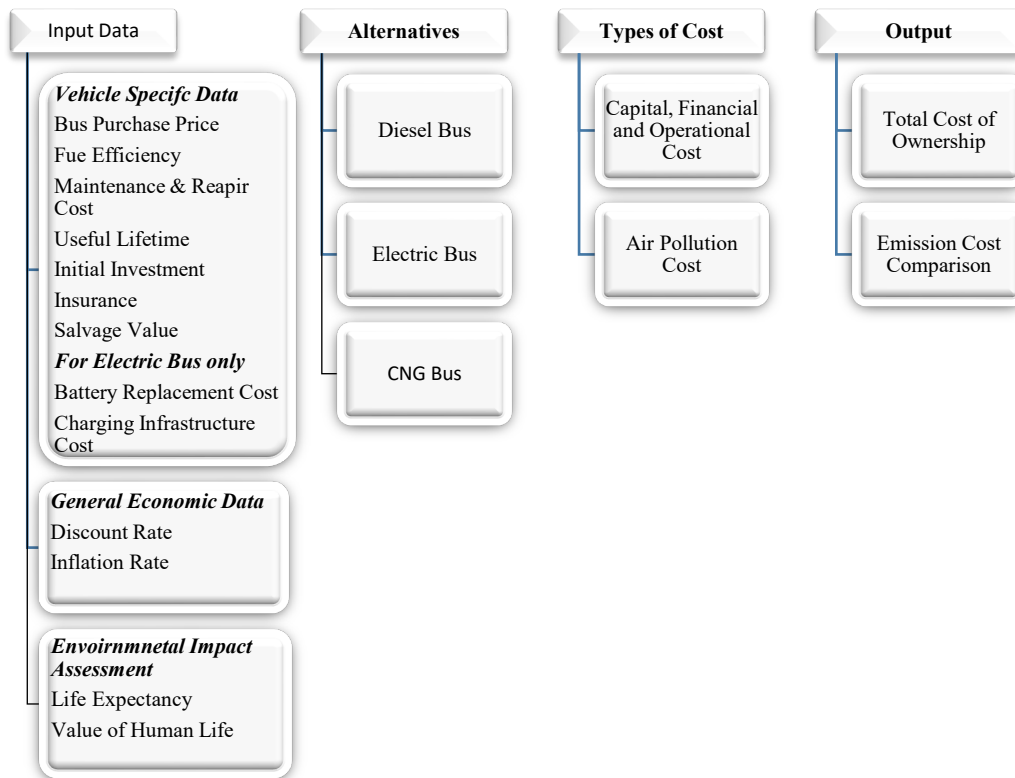 Input Data
Vehicle Specifc Data
Bus Purchase Price
Fue Efficiency
Maintenance & Reapir
Cost
Useful Lifetime
Initial Investment
Insurance
Salvage Value
For Electric Bus only
Battery Replacement Cost
Charging Infrastructure
Cost
General Economic Data
Discount Rate
Inflation Rate
Envoirnmnetal Impact
Assessment
Life Expectancy
Value of Human Life
Alternatives
Diesel Bus
Electric Bus
CNG Bus
Types of Cost
Capital, Financial
and Operational
Cost
Air Pollution
Cost
Output
Total Cost of
Ownership
Emission Cost
Comparison